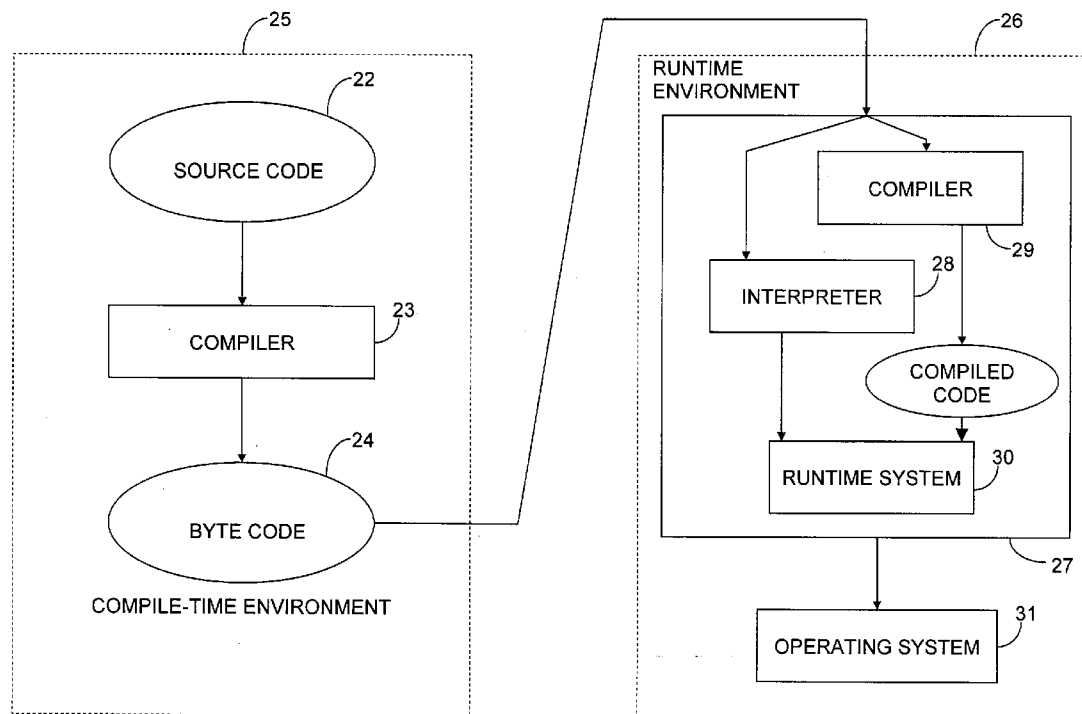 25
22
SOURCE CODE
23
COMPILER
24
BYTE CODE
COMPILE-TIME ENVIRONMENT
26
RUNTIME
ENVIRONMENT
COMPILER
29
28
INTERPRETER
COMPILED
CODE
30
RUNTIME SYSTEM
27
31
OPERATING SYSTEM